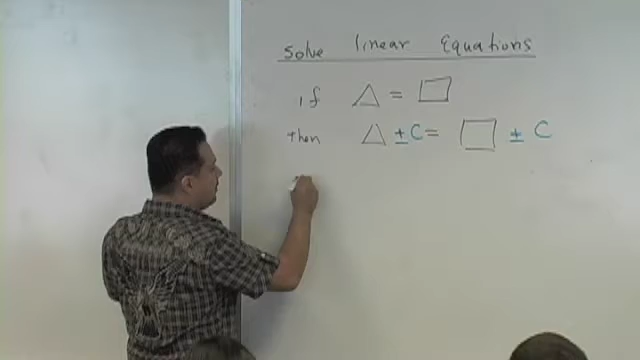 Solve linear Equations
if △ = □
then △ ± C = □ ± C